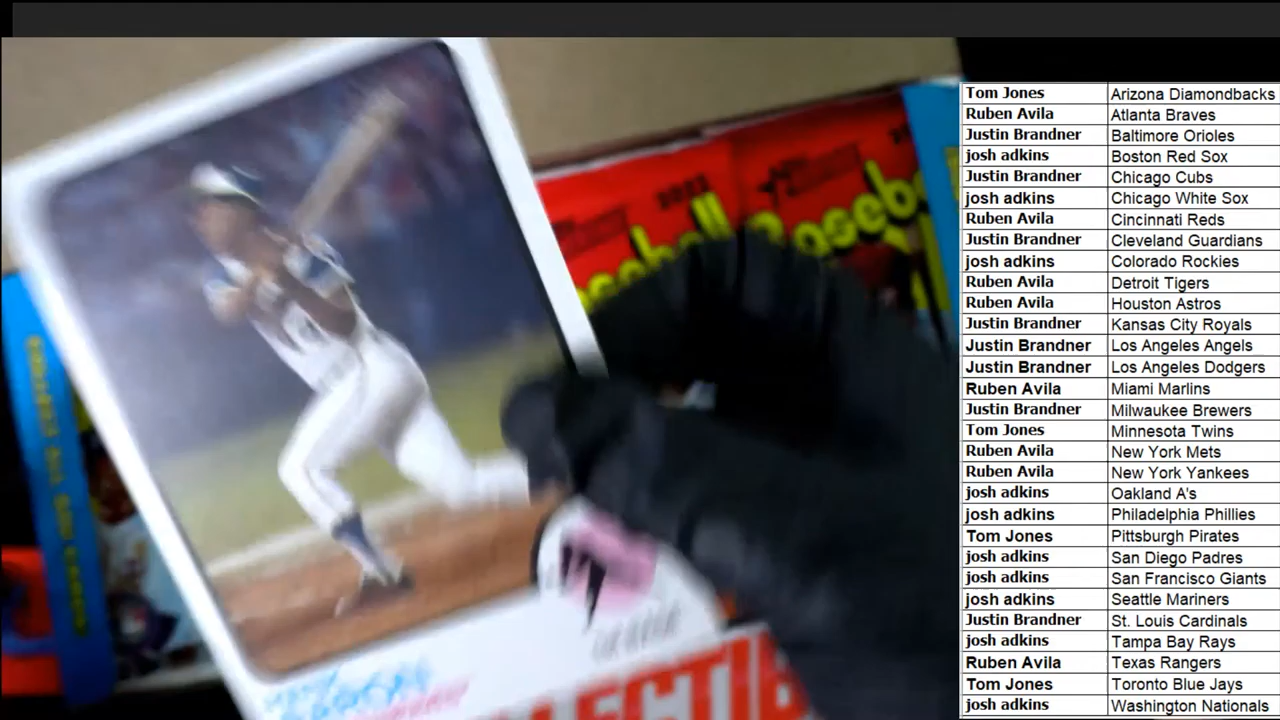 Tom Jones Arizona Diamondbacks
Ruben Avila Atlanta Braves
Justin Brandner Baltimore Orioles
josh adkins Boston Red Sox
Justin Brandner Chicago Cubs
josh adkins Chicago White Sox
Ruben Avila Cincinnati Reds
Justin Brandner Cleveland Guardians
josh adkins Colorado Rockies
Ruben Avila Detroit Tigers
Ruben Avila Houston Astros
Justin Brandner Kansas City Royals
Justin Brandner Los Angeles Angels
Justin Brandner Los Angeles Dodgers
Ruben Avila Miami Marlins
Justin Brandner Milwaukee Brewers
Tom Jones Minnesota Twins
Ruben Avila New York Mets
Ruben Avila New York Yankees
josh adkins Oakland A's
josh adkins Philadelphia Phillies
Tom Jones Pittsburgh Pirates
josh adkins San Diego Padres
josh adkins San Francisco Giants
josh adkins Seattle Mariners
Justin Brandner St. Louis Cardinals
josh adkins Tampa Bay Rays
Ruben Avila Texas Rangers
Tom Jones Toronto Blue Jays
josh adkins Washington Nationals
Baseball Baseb